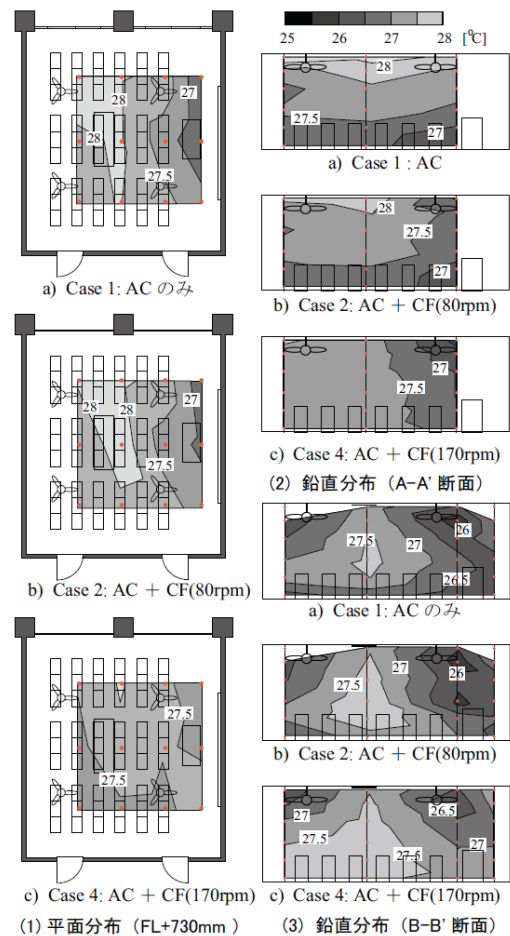 28
27
28
27.5
a) Case 1: AC のみ
28
28
27
27.5
b) Case 2: AC + CF(80rpm)
27.5
27.5
c) Case 4: AC + CF(170rpm)
(1) 平面分布 (FL+730mm)
25 26 27 28 [℃]
28
27.5
27
a) Case 1 : AC
28
27.5
27
b) Case 2: AC + CF(80rpm)
27
27.5
c) Case 4: AC + CF(170rpm)
(2) 鉛直分布 (A-A' 断面)
26
27.5
27
26.5
a) Case 1: AC のみ
27
26
27.5
b) Case 2: AC + CF(80rpm)
27
26.5
27.5
27
27.5
c) Case 4: AC + CF(170rpm)
(3) 鉛直分布 (B-B' 断面)